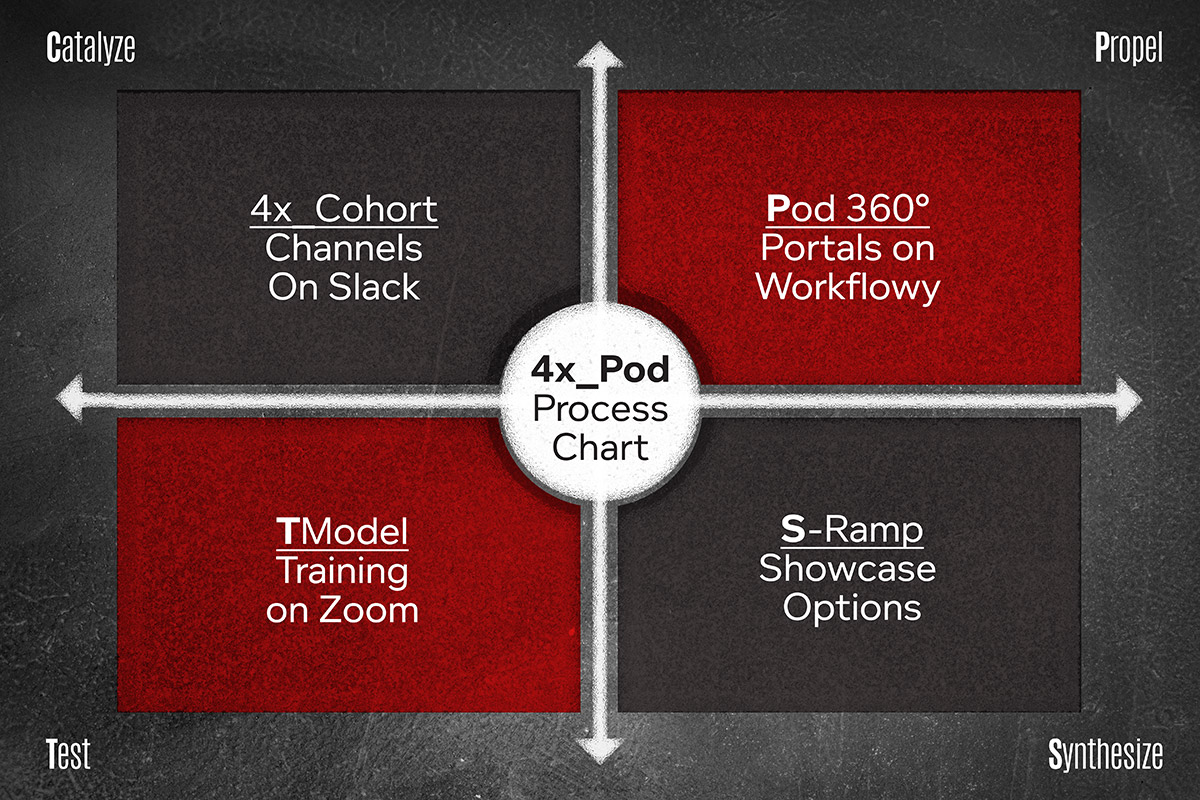 Catalyze
Propel
4x_Cohort
Channels
On Slack
Pod 360°
Portals on
Workflowy
4x_Pod
Process
Chart
TModel
Training
on Zoom
S-Ramp
Showcase
Options
Test
Synthesize